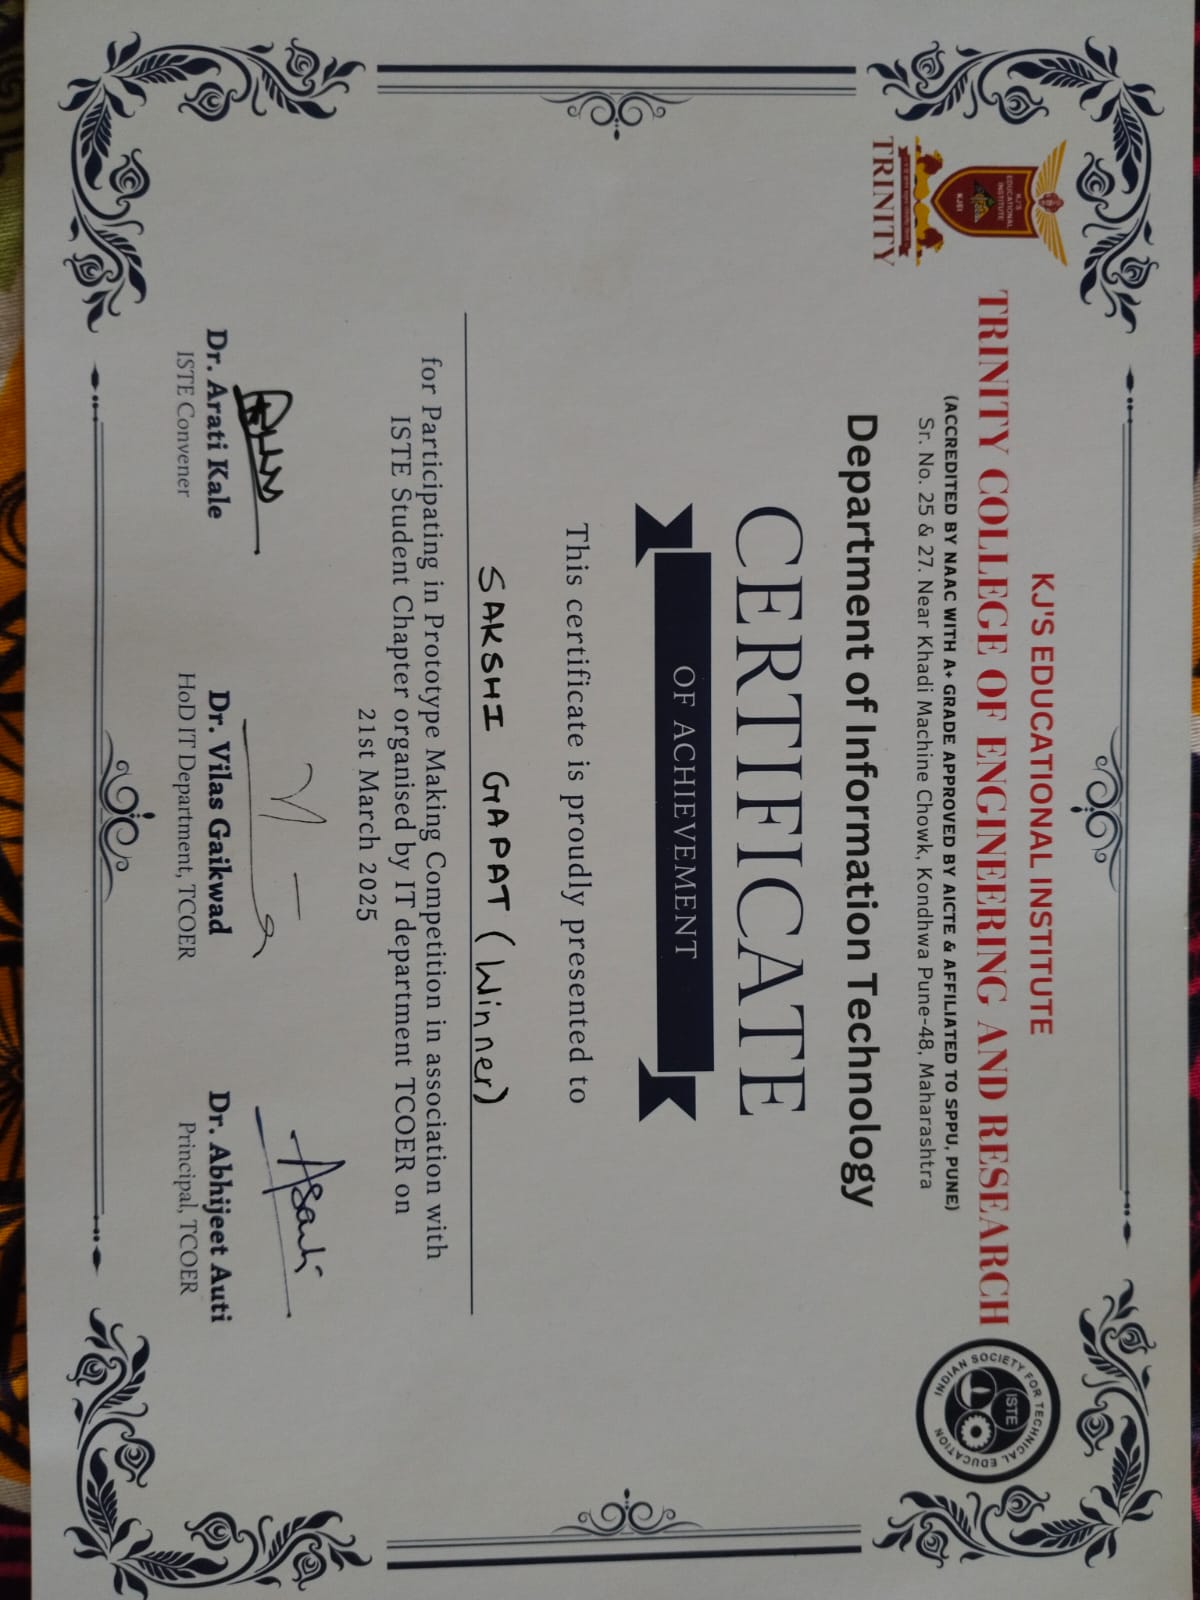 KJ'S EDUCATIONAL INSTITUTE
TRINITY COLLEGE OF ENGINEERING AND RESEARCH
(ACCREDITED BY NAAC WITH A+ GRADE APPROVED BY AICTE & AFFILIATED TO SPPU, PUNE)
Sr. No. 25 & 27. Near Khadi Machine Chowk, Kondhwa Pune-48, Maharashtra
KJ'S
EDUCATIONAL
INSTITUTE
KJEI
TRINITY
INDIAN SOCIETY FOR TECHNICAL EDUCATION
ISTE
Department of Information Technology
CERTIFICATE
OF ACHIEVEMENT
This certificate is proudly presented to
SAKSHI GAPAT (Winner)
for Participating in Prototype Making Competition in association with
ISTE Student Chapter organised by IT department TCOER on
21st March 2025
Dr. Arati Kale
ISTE Convener
Dr. Vilas Gaikwad
HoD IT Department, TCOER
Dr. Abhijeet Auti
Principal, TCOER